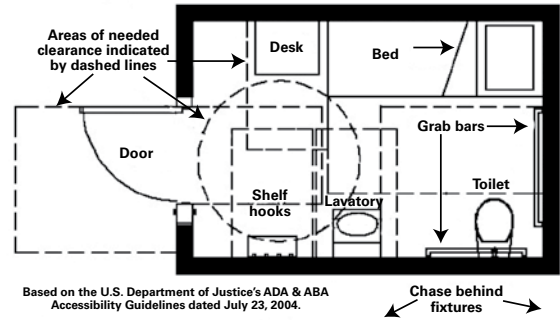 Areas of needed
clearance indicated
by dashed lines
Desk
Bed
Door
Grab bars
Shelf
hooks
Lavatory
Toilet
Based on the U.S. Department of Justice's ADA & ABA
Accessibility Guidelines dated July 23, 2004.
Chase behind
fixtures